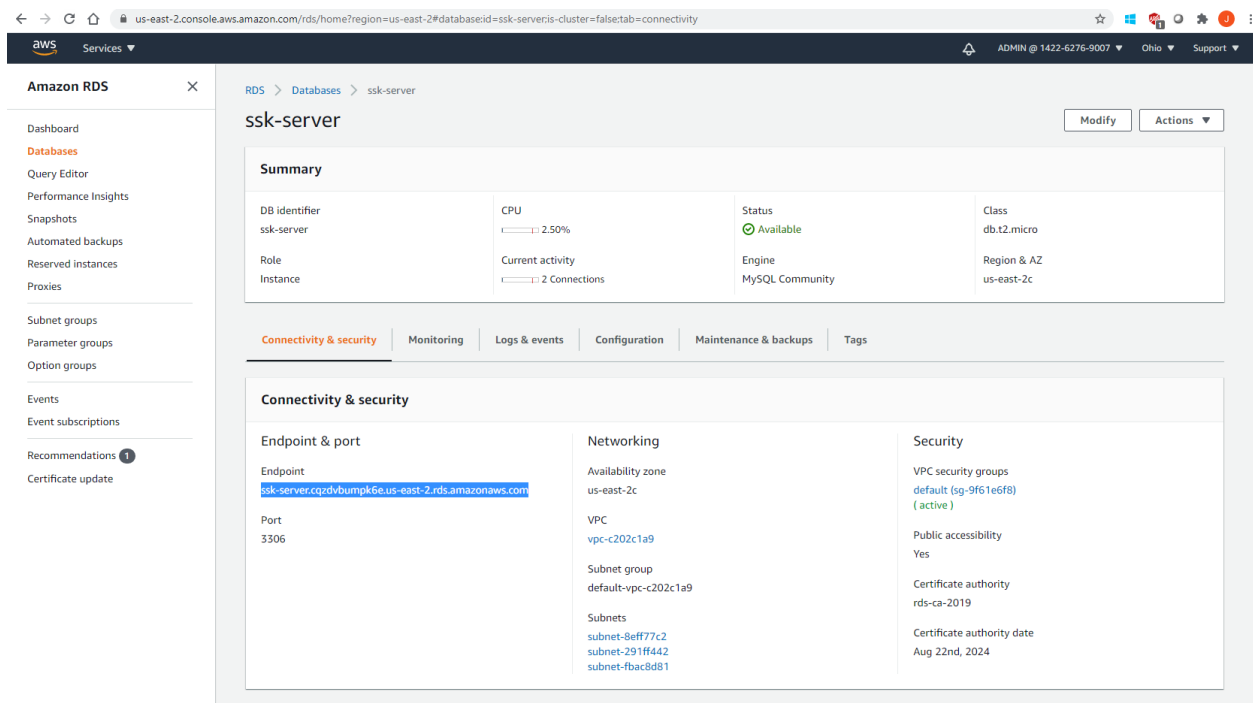 us-east-2.console.aws.amazon.com/rds/home?region=us-east-2#database:id=ssk-server;is-cluster=false;tab=connectivity
1
J
aws
Services ▼
ADMIN @ 1422-6276-9007 ▼
Ohio ▼
Support ▼
Amazon RDS
Dashboard
Databases
Query Editor
Performance Insights
Snapshots
Automated backups
Reserved instances
Proxies
Subnet groups
Parameter groups
Option groups
Events
Event subscriptions
Recommendations 1
Certificate update
RDS > Databases > ssk-server
ssk-server
Modify
Actions ▼
Summary
DB identifier
ssk-server
CPU
2.50%
Status
Available
Class
db.t2.micro
Role
Instance
Current activity
2 Connections
Engine
MySQL Community
Region & AZ
us-east-2c
Connectivity & security
Monitoring
Logs & events
Configuration
Maintenance & backups
Tags
Connectivity & security
Endpoint & port
Endpoint
ssk-server.cqzdvbumpk6e.us-east-2.rds.amazonaws.com
Port
3306
Networking
Availability zone
us-east-2c
VPC
vpc-c202c1a9
Subnet group
default-vpc-c202c1a9
Subnets
subnet-8eff77c2
subnet-291ff442
subnet-fbac8d81
Security
VPC security groups
default (sg-9f61e6f8)
( active )
Public accessibility
Yes
Certificate authority
rds-ca-2019
Certificate authority date
Aug 22nd, 2024